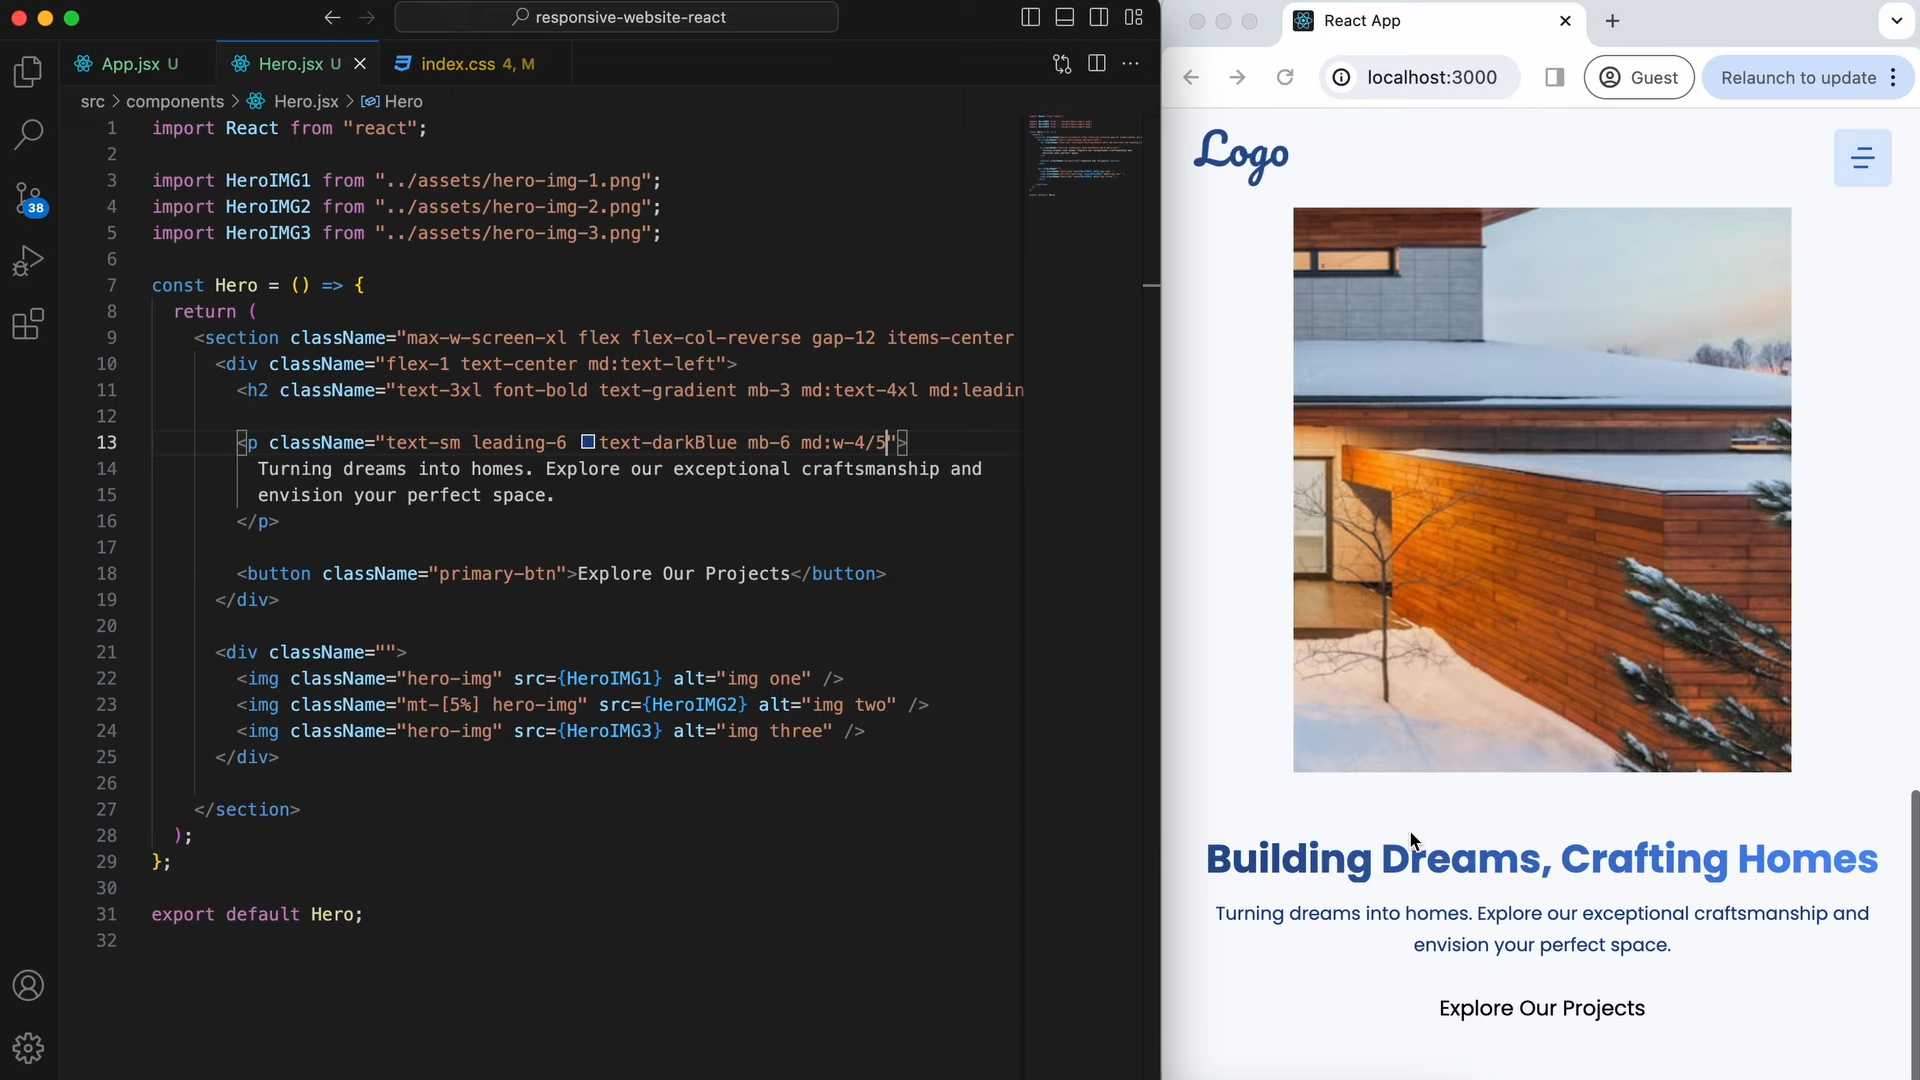 responsive-website-react
App.jsx U
Hero.jsx U
index.css 4, M
src > components > Hero.jsx > Hero
1 import React from "react";
2
3 import HeroIMG1 from "../assets/hero-img-1.png";
4 import HeroIMG2 from "../assets/hero-img-2.png";
5 import HeroIMG3 from "../assets/hero-img-3.png";
6
7 const Hero = () => {
8 return (
9 <section className="max-w-screen-xl flex flex-col-reverse gap-12 items-center
10 <div className="flex-1 text-center md:text-left">
11 <h2 className="text-3xl font-bold text-gradient mb-3 md:text-4xl md:leadin
12
13 <p className="text-sm leading-6 text-darkBlue mb-6 md:w-4/5">
14 Turning dreams into homes. Explore our exceptional craftsmanship and
15 envision your perfect space.
16 </p>
17
18 <button className="primary-btn">Explore Our Projects</button>
19 </div>
20
21 <div className="">
22 <img className="hero-img" src={HeroIMG1} alt="img one" />
23 <img className="mt-[5%] hero-img" src={HeroIMG2} alt="img two" />
24 <img className="hero-img" src={HeroIMG3} alt="img three" />
25 </div>
26
27 </section>
28 );
29 };
30
31 export default Hero;
32
38
React App
localhost:3000
Guest
Relaunch to update
Logo
Building Dreams, Crafting Homes
Turning dreams into homes. Explore our exceptional craftsmanship and
envision your perfect space.
Explore Our Projects